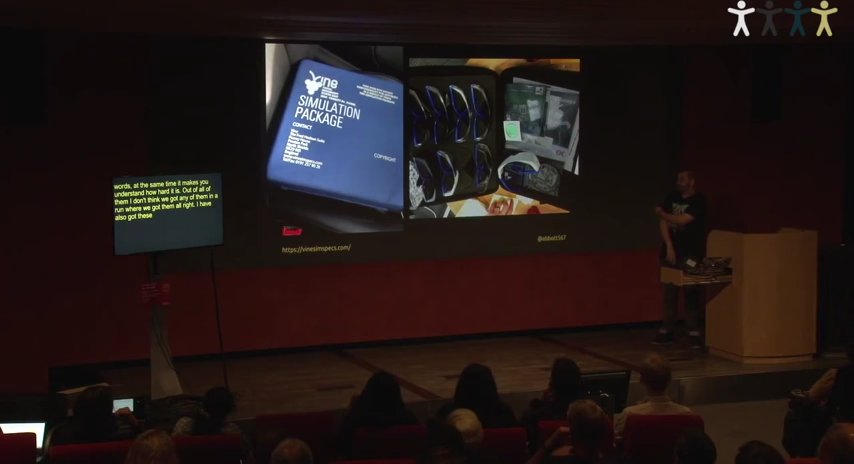 words, at the same time it makes you
understand how hard it is. Out of all of
them I don't think we got any of them in a
run where we got them all right. I have
also got these
Vine
SIMULATION
PACKAGE
CONTACT
COPYRIGHT
https://vinesimspecs.com/
@abbott567